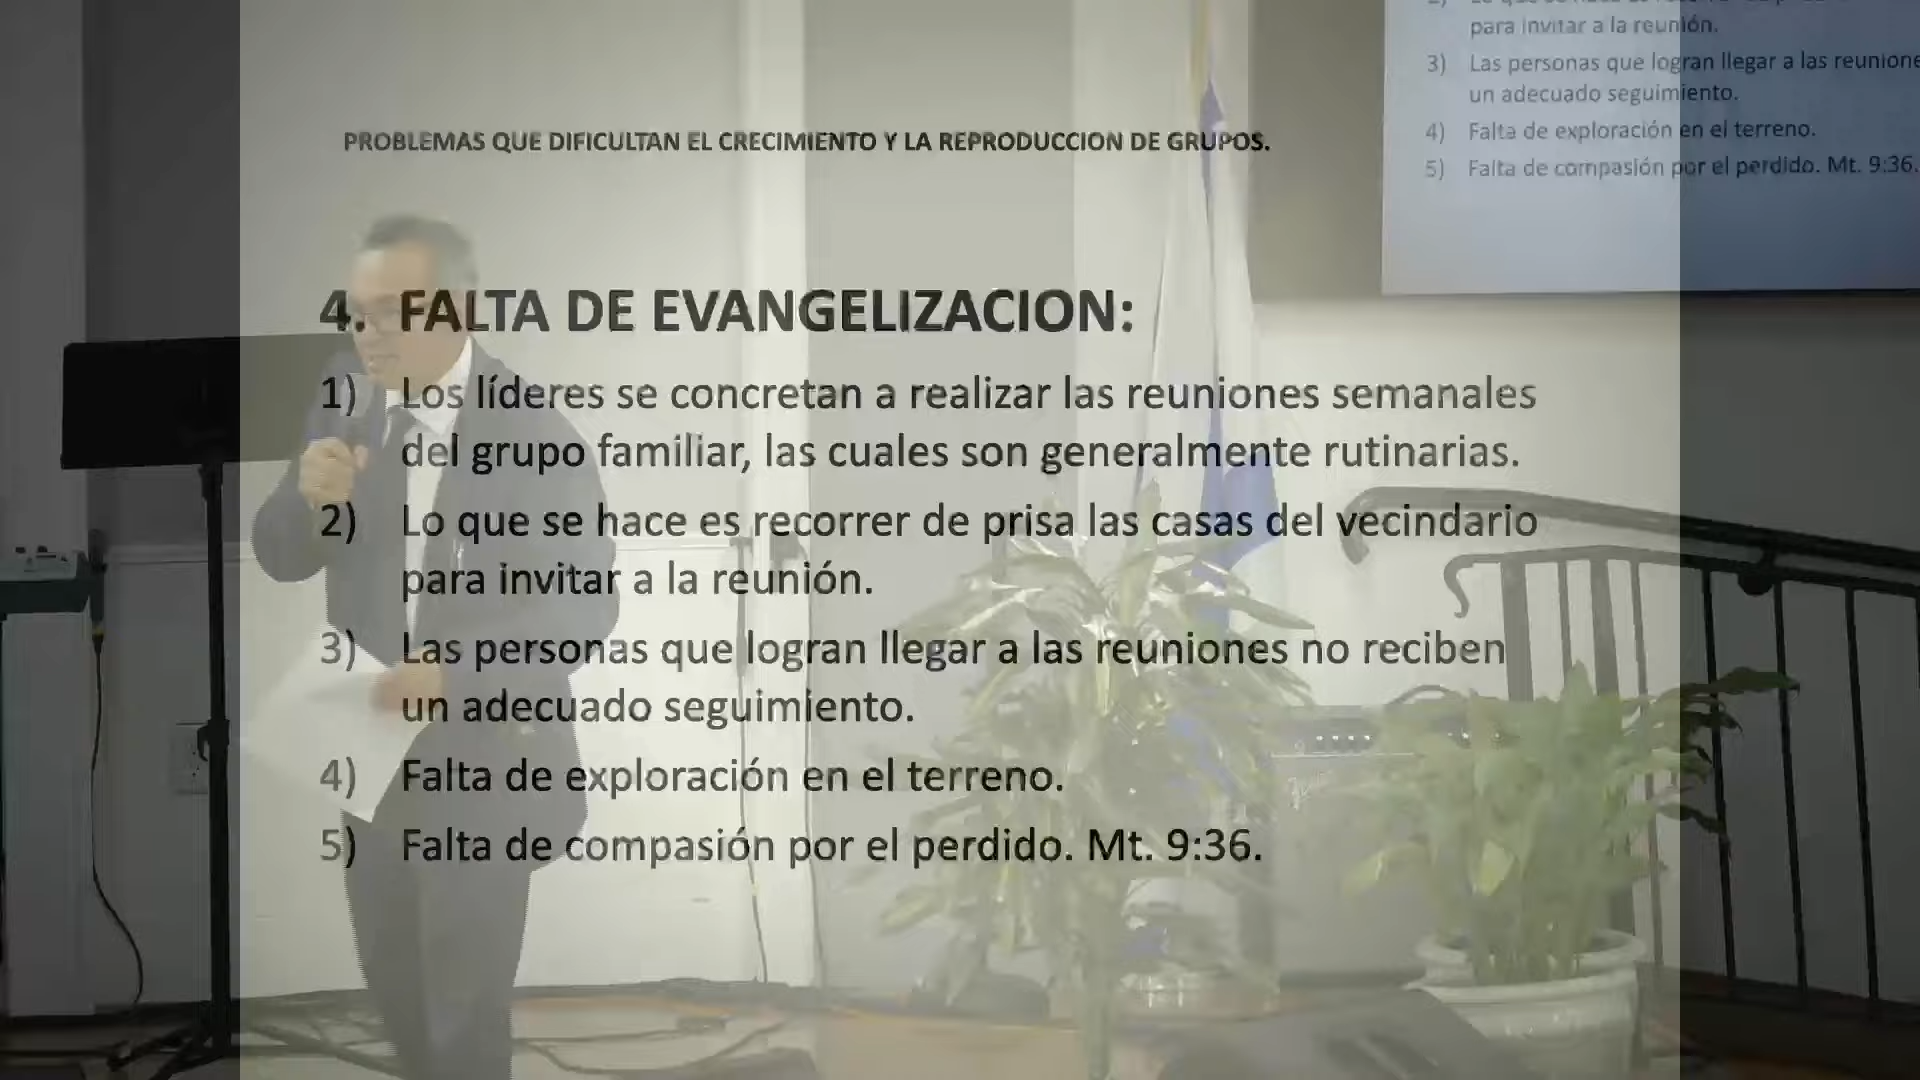 PROBLEMAS QUE DIFICULTAN EL CRECIMIENTO Y LA REPRODUCCION DE GRUPOS.
4. FALTA DE EVANGELIZACION:
1) Los líderes se concretan a realizar las reuniones semanales
del grupo familiar, las cuales son generalmente rutinarias.
2) Lo que se hace es recorrer de prisa las casas del vecindario
para invitar a la reunión.
3) Las personas que logran llegar a las reuniones no reciben
un adecuado seguimiento.
4) Falta de exploración en el terreno.
5) Falta de compasión por el perdido. Mt. 9:36.
para invitar a la reunión.
3) Las personas que logran llegar a las reunione
un adecuado seguimiento.
4) Falta de exploración en el terreno.
5) Falta de compasión por el perdido. Mt. 9:36.